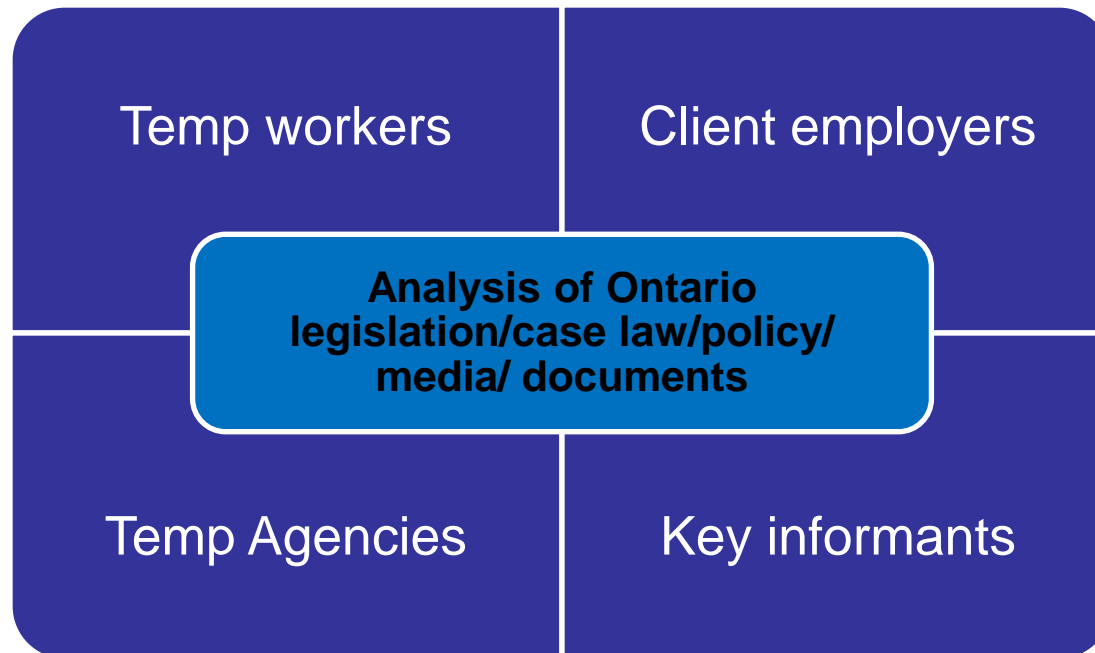 Temp workers
Client employers
Analysis of Ontario
legislation/case law/policy/
media/ documents
Temp Agencies
Key informants